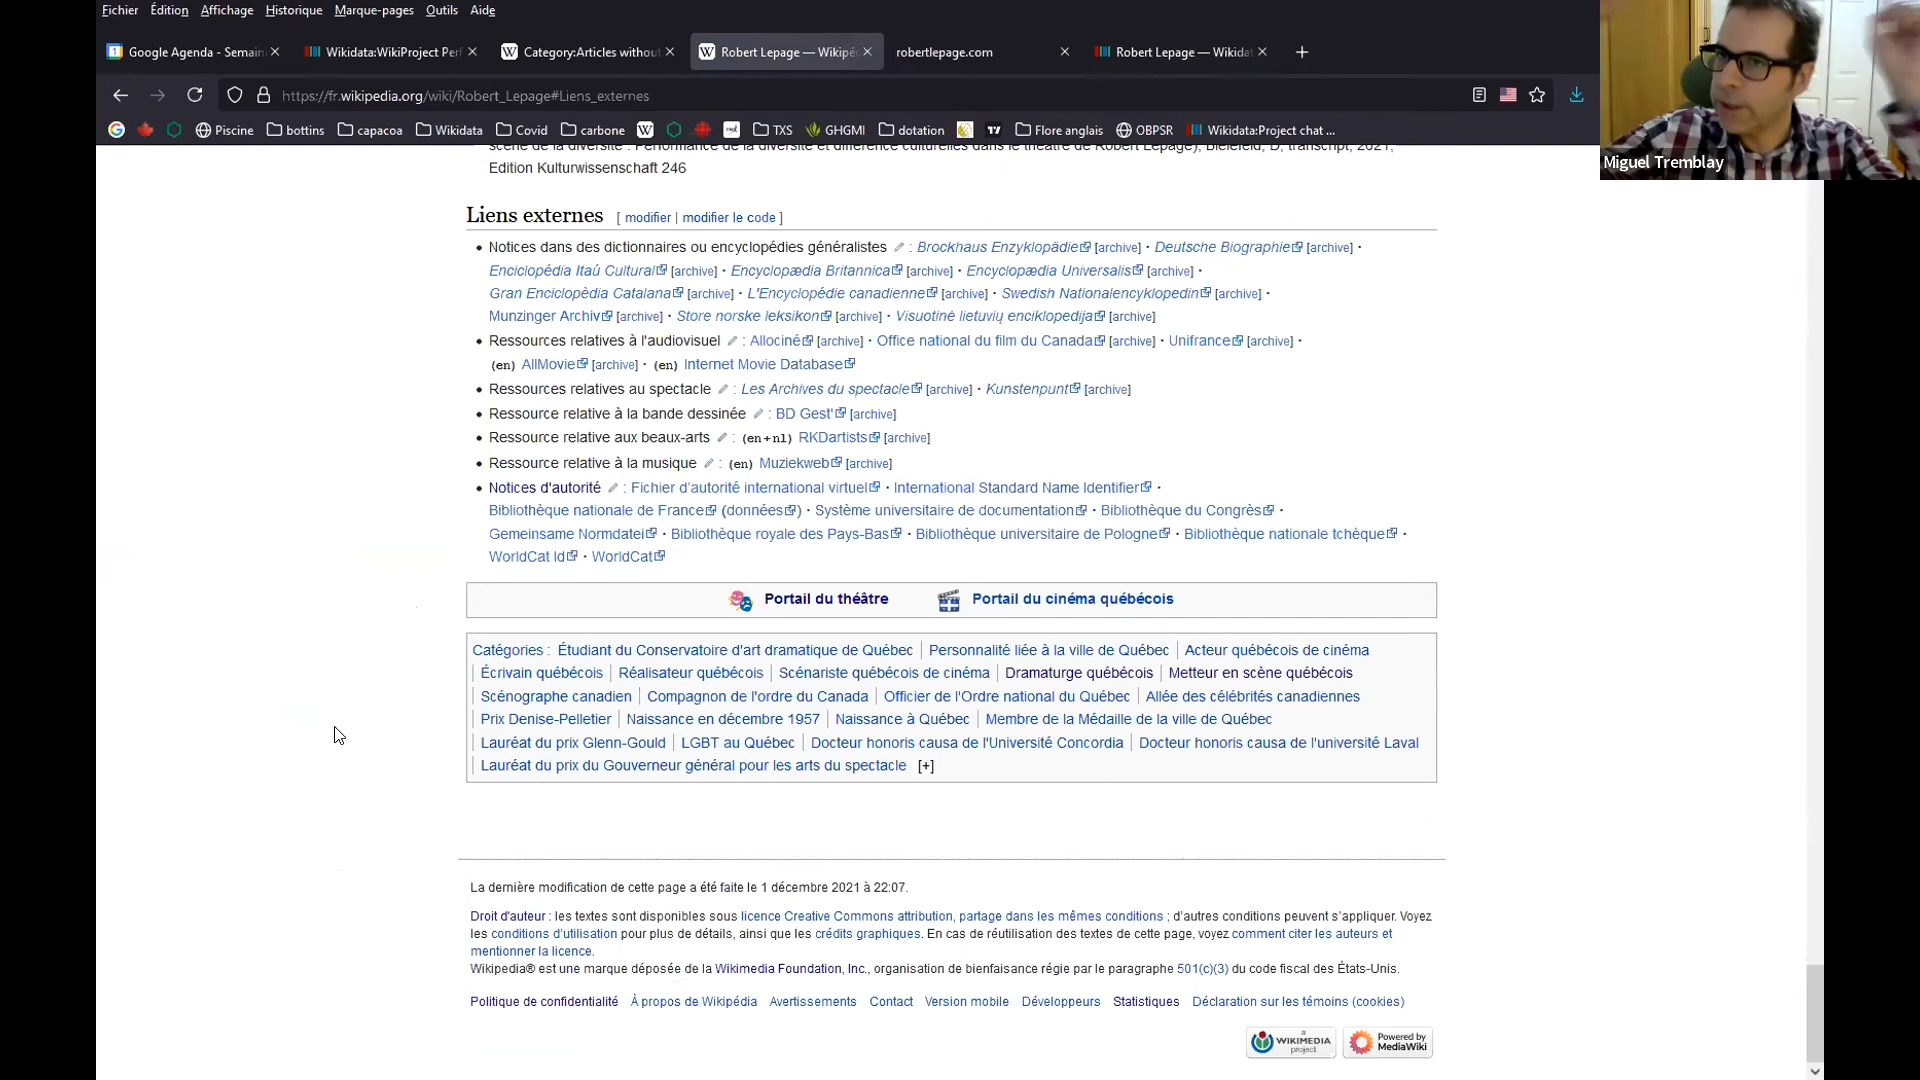 Fichier Édition Affichage Historique Marque-pages Outils Aide
Google Agenda - Semain Wikidata:WikiProject Perf Category:Articles without Robert Lepage — Wikipé robertlepage.com Robert Lepage — Wikidat
https://fr.wikipedia.org/wiki/Robert_Lepage#Liens_externes
Piscine bottins capacoa Wikidata Covid carbone TXS GHGMI dotation Flore anglais OBPSR Wikidata:Project chat ...
Miguel Tremblay
scène de la diversité : Performance de la diversité et différence culturelles dans le théâtre de Robert Lepage), Bielefeld, D, transcript, 2021,
Edition Kulturwissenschaft 246
Liens externes [ modifier | modifier le code ]
Notices dans des dictionnaires ou encyclopédies généralistes : Brockhaus Enzyklopädie [archive] · Deutsche Biographie [archive] ·
Enciclopédia Itaú Cultural [archive] · Encyclopædia Britannica [archive] · Encyclopædia Universalis [archive] ·
Gran Enciclopèdia Catalana [archive] · L'Encyclopédie canadienne [archive] · Swedish Nationalencyklopedin [archive] ·
Munzinger Archiv [archive] · Store norske leksikon [archive] · Visuotinė lietuvių enciklopedija [archive]
Ressources relatives à l'audiovisuel : Allociné [archive] · Office national du film du Canada [archive] · Unifrance [archive] ·
(en) AllMovie [archive] · (en) Internet Movie Database
Ressources relatives au spectacle : Les Archives du spectacle [archive] · Kunstenpunt [archive]
Ressource relative à la bande dessinée : BD Gest' [archive]
Ressource relative aux beaux-arts : (en+nl) RKDartists [archive]
Ressource relative à la musique : (en) Muziekweb [archive]
Notices d'autorité : Fichier d'autorité international virtuel · International Standard Name Identifier ·
Bibliothèque nationale de France (données) · Système universitaire de documentation · Bibliothèque du Congrès ·
Gemeinsame Normdatei · Bibliothèque royale des Pays-Bas · Bibliothèque universitaire de Pologne · Bibliothèque nationale tchèque ·
WorldCat Id · WorldCat
Portail du théâtre Portail du cinéma québécois
Catégories : Étudiant du Conservatoire d'art dramatique de Québec | Personnalité liée à la ville de Québec | Acteur québécois de cinéma
| Écrivain québécois | Réalisateur québécois | Scénariste québécois de cinéma | Dramaturge québécois | Metteur en scène québécois
| Scénographe canadien | Compagnon de l'ordre du Canada | Officier de l'Ordre national du Québec | Allée des célébrités canadiennes
| Prix Denise-Pelletier | Naissance en décembre 1957 | Naissance à Québec | Membre de la Médaille de la ville de Québec
| Lauréat du prix Glenn-Gould | LGBT au Québec | Docteur honoris causa de l'Université Concordia | Docteur honoris causa de l'université Laval
| Lauréat du prix du Gouverneur général pour les arts du spectacle [+]
La dernière modification de cette page a été faite le 1 décembre 2021 à 22:07.
Droit d'auteur : les textes sont disponibles sous licence Creative Commons attribution, partage dans les mêmes conditions ; d'autres conditions peuvent s'appliquer. Voyez
les conditions d'utilisation pour plus de détails, ainsi que les crédits graphiques. En cas de réutilisation des textes de cette page, voyez comment citer les auteurs et
mentionner la licence.
Wikipedia® est une marque déposée de la Wikimedia Foundation, Inc., organisation de bienfaisance régie par le paragraphe 501(c)(3) du code fiscal des États-Unis.
Politique de confidentialité À propos de Wikipédia Avertissements Contact Version mobile Développeurs Statistiques Déclaration sur les témoins (cookies)
a WIKIMEDIA project Powered by MediaWiki